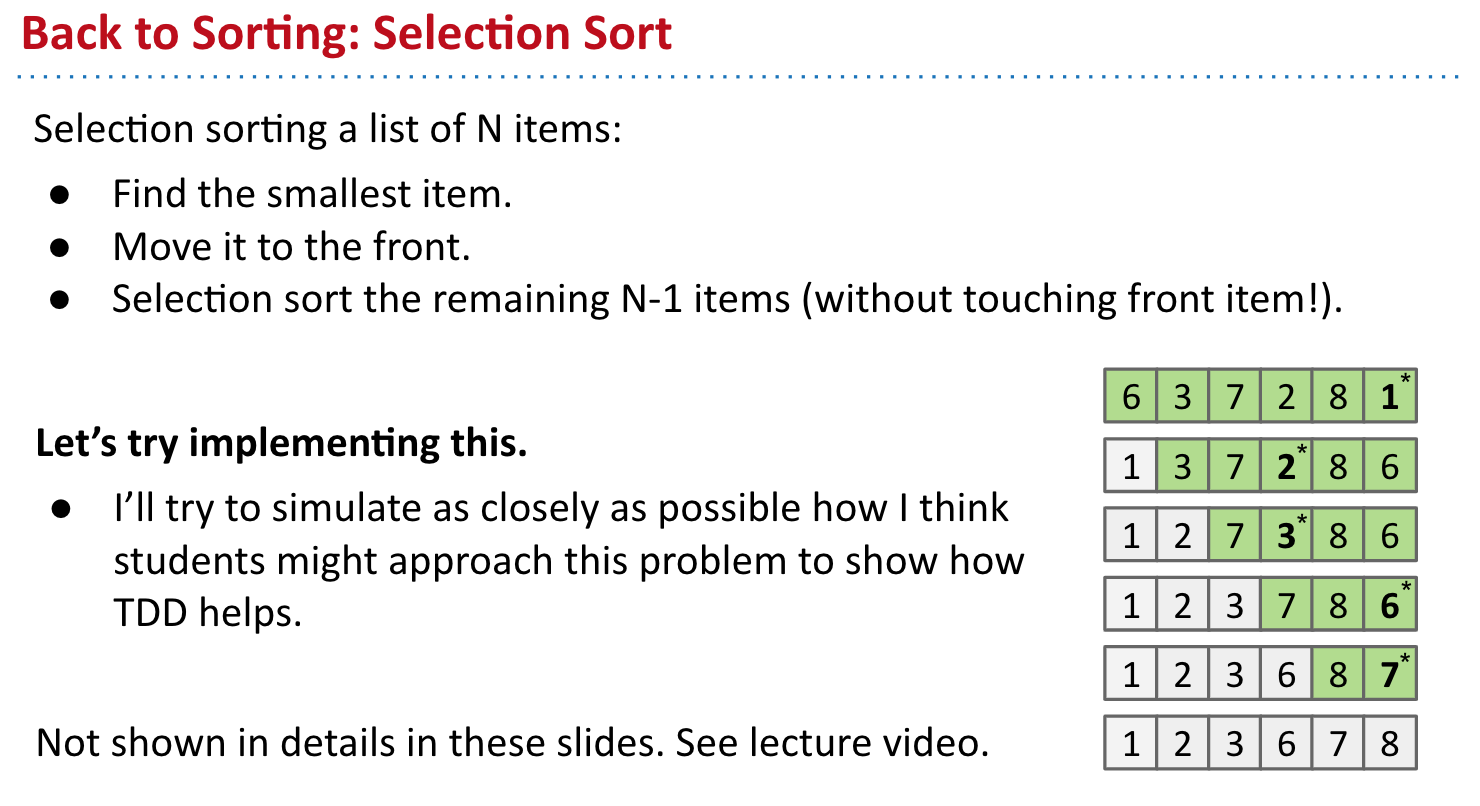 Back to Sorting: Selection Sort
Selection sorting a list of N items:
● Find the smallest item.
● Move it to the front.
● Selection sort the remaining N-1 items (without touching front item!).
Let’s try implementing this.
● I’ll try to simulate as closely as possible how I think
students might approach this problem to show how
TDD helps.
Not shown in details in these slides. See lecture video.
6 3 7 2 8 1*
1 3 7 2* 8 6
1 2 7 3* 8 6
1 2 3 7 8 6*
1 2 3 6 8 7*
1 2 3 6 7 8